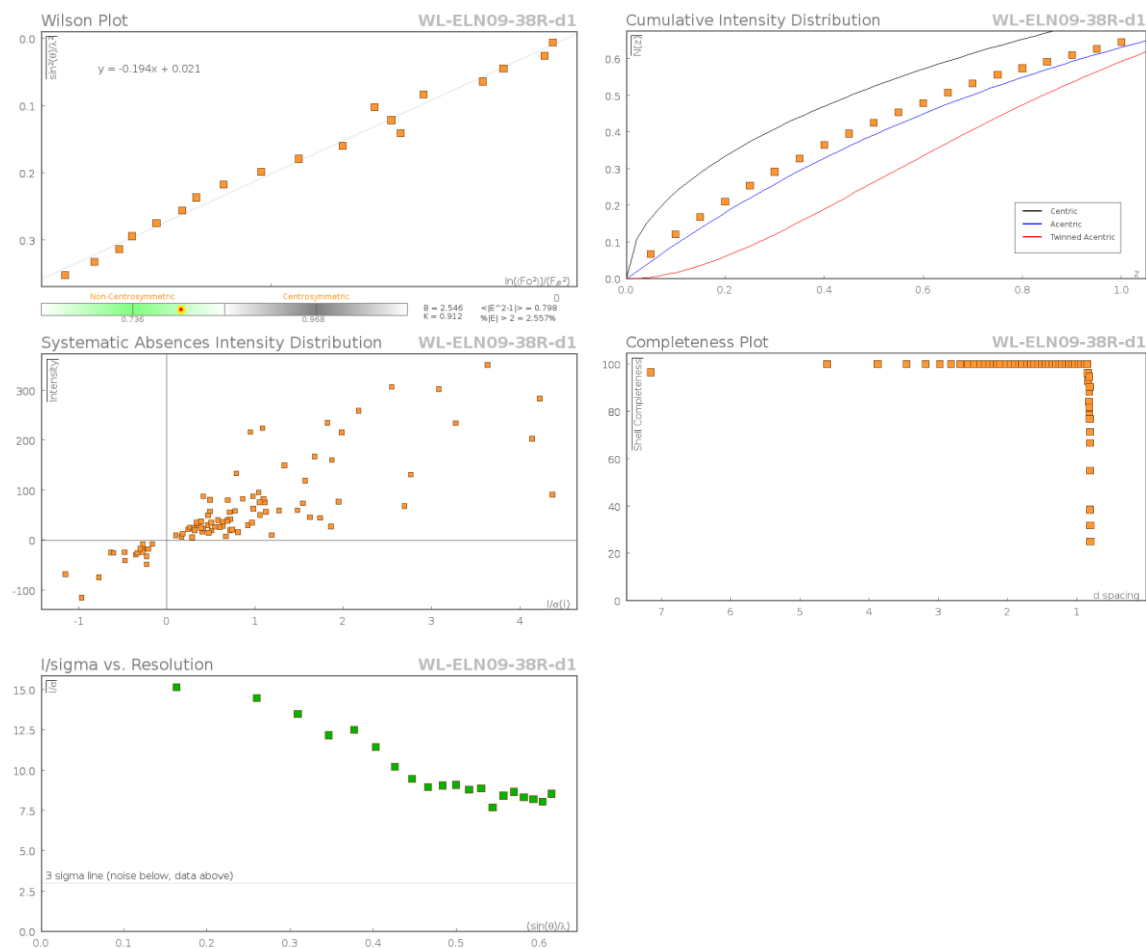 Wilson Plot WL-ELN09-38R-d1
sin²(θ)/λ²
0.0
0.1
0.2
0.3
y = -0.194x + 0.021
ln(⟨Fo²⟩)/(Fₑ²)
0
Non-Centrosymmetric Centrosymmetric
0.736 0.968
B = 2.546 <|E^2-1|> = 0.798
K = 0.912 %|E| > 2 = 2.557%
Cumulative Intensity Distribution WL-ELN09-38R-d1
N(z)
0.6
0.5
0.4
0.3
0.2
0.1
0.0
Centric
Acentric
Twinned Acentric
z
0.0 0.2 0.4 0.6 0.8 1.0
Systematic Absences Intensity Distribution WL-ELN09-38R-d1
Intensity
300
200
100
0
-100
I/σ(I)
-1 0 1 2 3 4
Completeness Plot WL-ELN09-38R-d1
Shell Completeness
100
80
60
40
20
0
d spacing
7 6 5 4 3 2 1
I/sigma vs. Resolution WL-ELN09-38R-d1
I/σ
15.0
12.5
10.0
7.5
5.0
2.5
3 sigma line (noise below, data above)
(sin(θ)/λ)
0.0 0.1 0.2 0.3 0.4 0.5 0.6